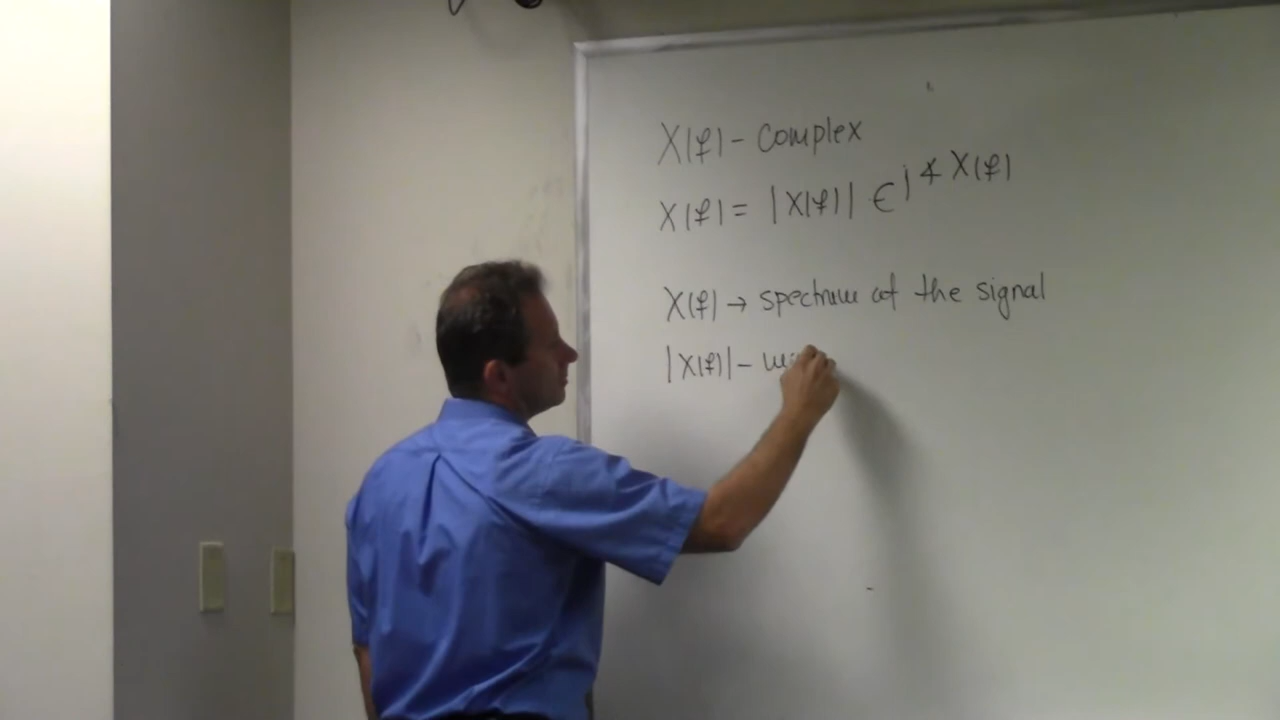 X(f) - complex
X(f) = |X(f)| e^j∡X(f)
X(f) → spectrum of the signal
|X(f)| -